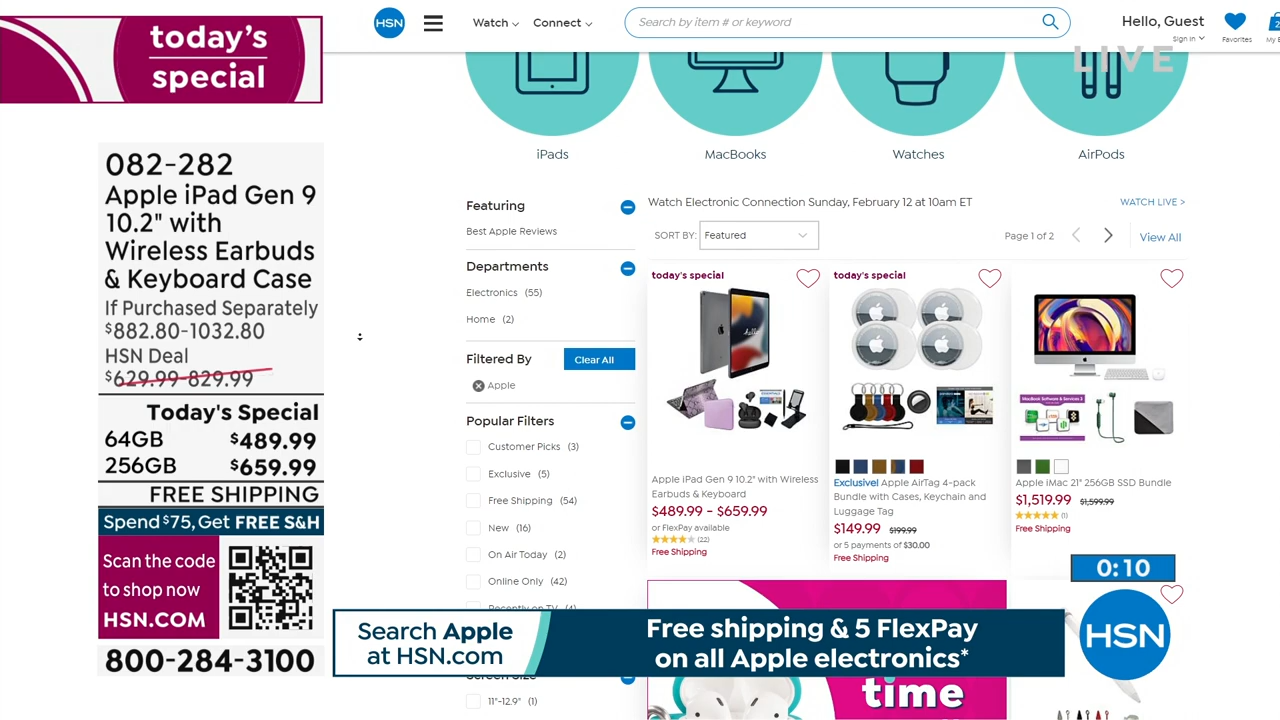 today's
special
082-282
Apple iPad Gen 9
10.2" with
Wireless Earbuds
& Keyboard Case
If Purchased Separately
$882.80-1032.80
HSN Deal
$629.99-829.99
Today's Special
64GB $489.99
256GB $659.99
FREE SHIPPING
Spend $75, Get FREE S&H
Scan the code
to shop now
HSN.COM
800-284-3100
HSN
Watch
Connect
Search by item # or keyword
Hello, Guest
Sign In
Favorites
LIVE
iPads
MacBooks
Watches
AirPods
Featuring
Best Apple Reviews
Departments
Electronics (55)
Home (2)
Filtered By
Clear All
Apple
Popular Filters
Customer Picks (3)
Exclusive (5)
Free Shipping (54)
New (16)
On Air Today (2)
Online Only (42)
Recently on TV (4)
Screen Size
11"-12.9" (1)
Watch Electronic Connection Sunday, February 12 at 10am ET
WATCH LIVE >
SORT BY: Featured
Page 1 of 2
View All
today's special
Apple iPad Gen 9 10.2" with Wireless
Earbuds & Keyboard
$489.99 - $659.99
or FlexPay available
(22)
Free Shipping
today's special
Exclusive! Apple AirTag 4-pack
Bundle with Cases, Keychain and
Luggage Tag
$149.99 $199.99
or 5 payments of $30.00
Free Shipping
Apple iMac 21" 256GB SSD Bundle
$1,519.99 $1,599.99
(1)
Free Shipping
0:10
Search Apple
at HSN.com
Free shipping & 5 FlexPay
on all Apple electronics*
HSN
time